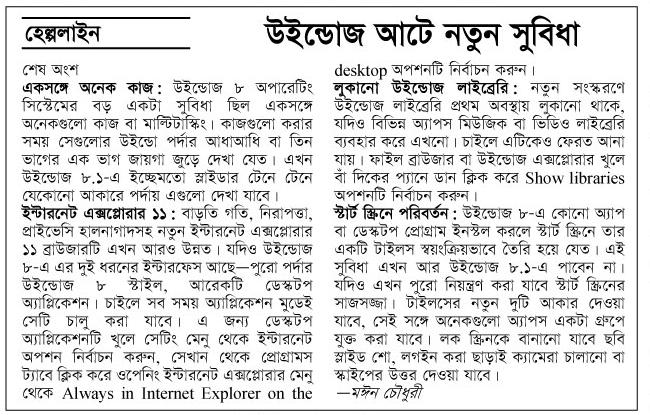 হেল্পলাইন
উইন্ডোজ আটে নতুন সুবিধা
শেষ অংশ
একসঙ্গে অনেক কাজ : উইন্ডোজ ৮ অপারেটিং
সিস্টেমের বড় একটা সুবিধা ছিল একসঙ্গে
অনেকগুলো কাজ বা মাল্টিটাস্কিং। কাজগুলো করার
সময় সেগুলোর উইন্ডো পর্দার আধাআধি বা তিন
ভাগের এক ভাগ জায়গা জুড়ে দেখা যেত। এখন
উইন্ডোজ ৮.১-এ ইচ্ছেমতো স্লাইডার টেনে টেনে
যেকোনো আকারে পর্দায় এগুলো দেখা যাবে।
ইন্টারনেট এক্সপ্লোরার ১১ : বাড়তি গতি, নিরাপত্তা,
প্রাইভেসি হালনাগাদসহ নতুন ইন্টারনেট এক্সপ্লোরার
১১ ব্রাউজারটি এখন আরও উন্নত। যদিও উইন্ডোজ
৮-এ এর দুই ধরনের ইন্টারফেস আছে—পুরো পর্দার
উইন্ডোজ ৮ স্টাইল, আরেকটি ডেস্কটপ
অ্যাপ্লিকেশন। চাইলে সব সময় অ্যাপ্লিকেশন মুডেই
সেটি চালু করা যাবে। এ জন্য ডেস্কটপ
অ্যাপ্লিকেশনটি খুলে সেটিং মেনু থেকে ইন্টারনেট
অপশন নির্বাচন করুন, সেখান থেকে প্রোগ্রামস
ট্যাবে ক্লিক করে ওপেনিং ইন্টারনেট এক্সপ্লোরার মেনু
থেকে Always in Internet Explorer on the
desktop অপশনটি নির্বাচন করুন।
লুকানো উইন্ডোজ লাইব্রেরি : নতুন সংস্করণে
উইন্ডোজ লাইব্রেরি প্রথম অবস্থায় লুকানো থাকে,
যদিও বিভিন্ন অ্যাপস মিউজিক বা ভিডিও লাইব্রেরি
ব্যবহার করে এখনো। চাইলে এটিকেও ফেরত আনা
যায়। ফাইল ব্রাউজার বা উইন্ডোজ এক্সপ্লোরার খুলে
বাঁ দিকের প্যানে ডান ক্লিক করে Show libraries
অপশনটি নির্বাচন করুন।
স্টার্ট স্ক্রিনে পরিবর্তন : উইন্ডোজ ৮-এ কোনো অ্যাপ
বা ডেস্কটপ প্রোগ্রাম ইনস্টল করলে স্টার্ট স্ক্রিনে তার
একটি টাইলস স্বয়ংক্রিয়ভাবে তৈরি হয়ে যেত। এই
সুবিধা এখন আর উইন্ডোজ ৮.১-এ পাবেন না।
যদিও এখন পুরো নিয়ন্ত্রণ করা যাবে স্টার্ট স্ক্রিনের
সাজসজ্জা। টাইলসের নতুন দুটি আকার দেওয়া
যাবে, সেই সঙ্গে অনেকগুলো অ্যাপস একটা গ্রুপে
যুক্ত করা যাবে। লক স্ক্রিনকে বানানো যাবে ছবি
স্লাইড শো, লগইন করা ছাড়াই ক্যামেরা চালানো বা
স্কাইপের উত্তর দেওয়া যাবে।
—মঈন চৌধুরী